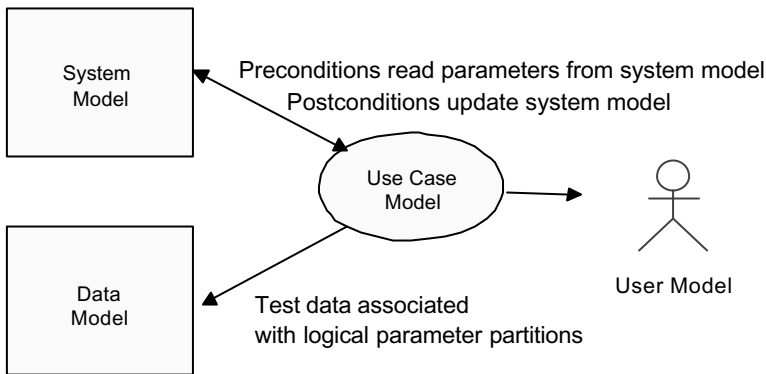 System
Model
Preconditions read parameters from system model
Postconditions update system model
Use Case
Model
User Model
Data
Model
Test data associated
with logical parameter partitions